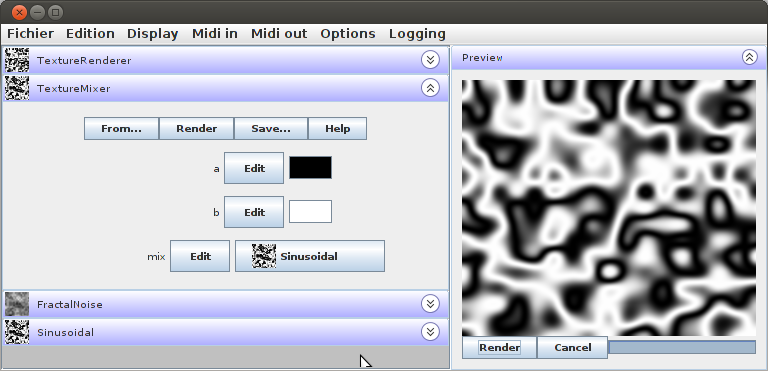 Fichier Edition Display Midi in Midi out Options Logging
TextureRenderer
TextureMixer
From... Render Save... Help
a Edit
b Edit
mix Edit Sinusoidal
FractalNoise
Sinusoidal
Preview
Render Cancel